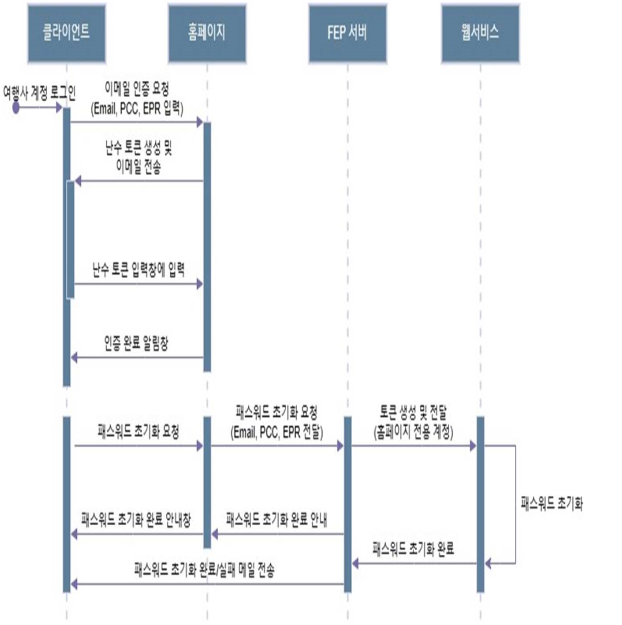 클라이언트
홈페이지
FEP 서버
웹서비스
여행사 계정 로그인
이메일 인증 요청
(Email, PCC, EPR 입력)
난수 토큰 생성 및
이메일 전송
난수 토큰 입력창에 입력
인증 완료 알림창
패스워드 초기화 요청
패스워드 초기화 요청
(Email, PCC, EPR 전달)
토큰 생성 및 전달
(홈페이지 전용 계정)
패스워드 초기화
패스워드 초기화 완료 안내창
패스워드 초기화 완료 안내
패스워드 초기화 완료
패스워드 초기화 완료/실패 메일 전송